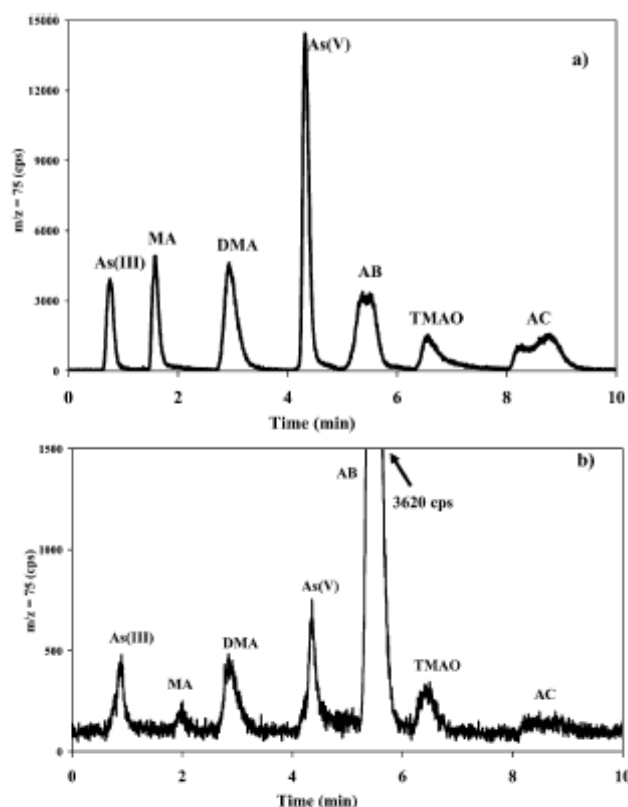 15000
As(V)
a)
12000
9000
m/z = 75 (cps)
6000
MA
DMA
As(III)
AB
3000
TMAO
AC
0
0 2 4 6 8 10
Time (min)
1500
b)
AB
3620 cps
1000
m/z = 75 (cps)
As(V)
As(III)
DMA
500
TMAO
MA
AC
0
0 2 4 6 8 10
Time (min)